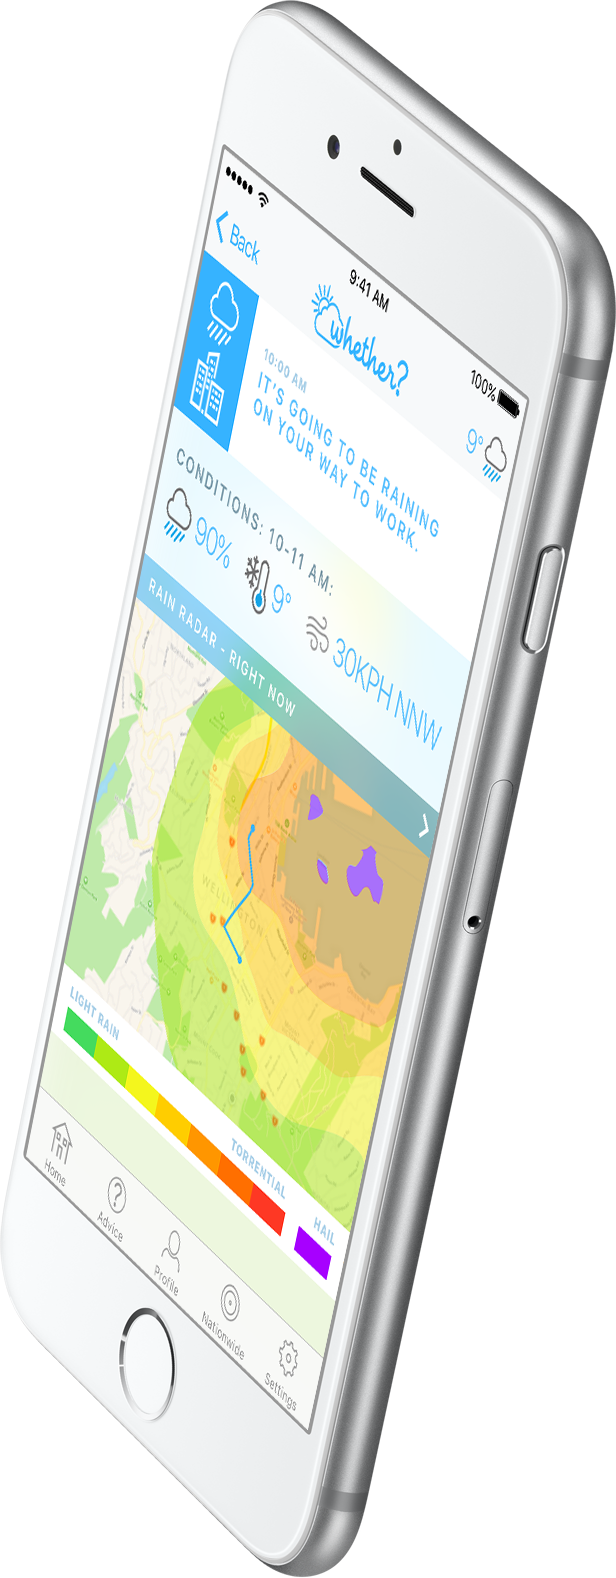 9:41 AM
100%
Back
whether?
9°
10:00 AM
IT'S GOING TO BE RAINING
ON YOUR WAY TO WORK.
CONDITIONS: 10-11 AM:
90%
9°
30KPH NNW
RAIN RADAR - RIGHT NOW
WELLINGTON
LIGHT RAIN
TORRENTIAL
HAIL
Home
Advice
Profile
Nationwide
Settings